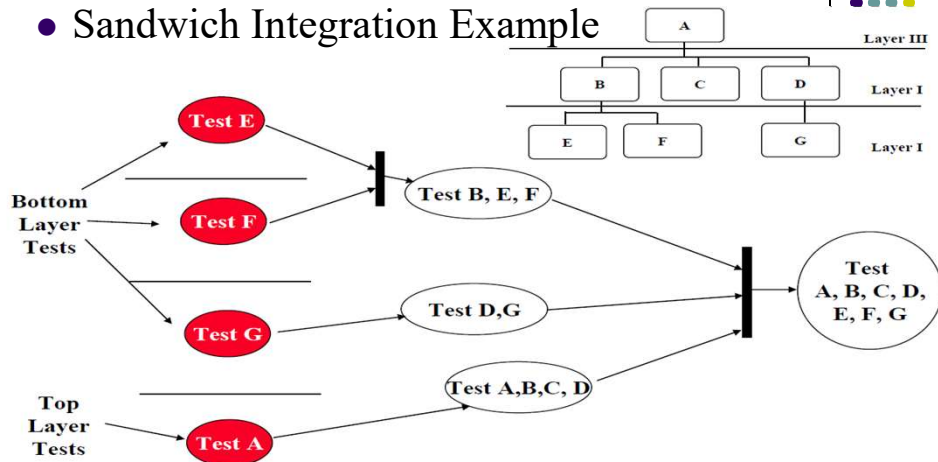 • Sandwich Integration Example
A
Layer III
B
C
D
Layer I
E
F
G
Layer I
Test E
Bottom
Layer
Tests
Test F
Test B, E, F
Test G
Test D,G
Test
A, B, C, D,
E, F, G
Top
Layer
Tests
Test A
Test A,B,C, D